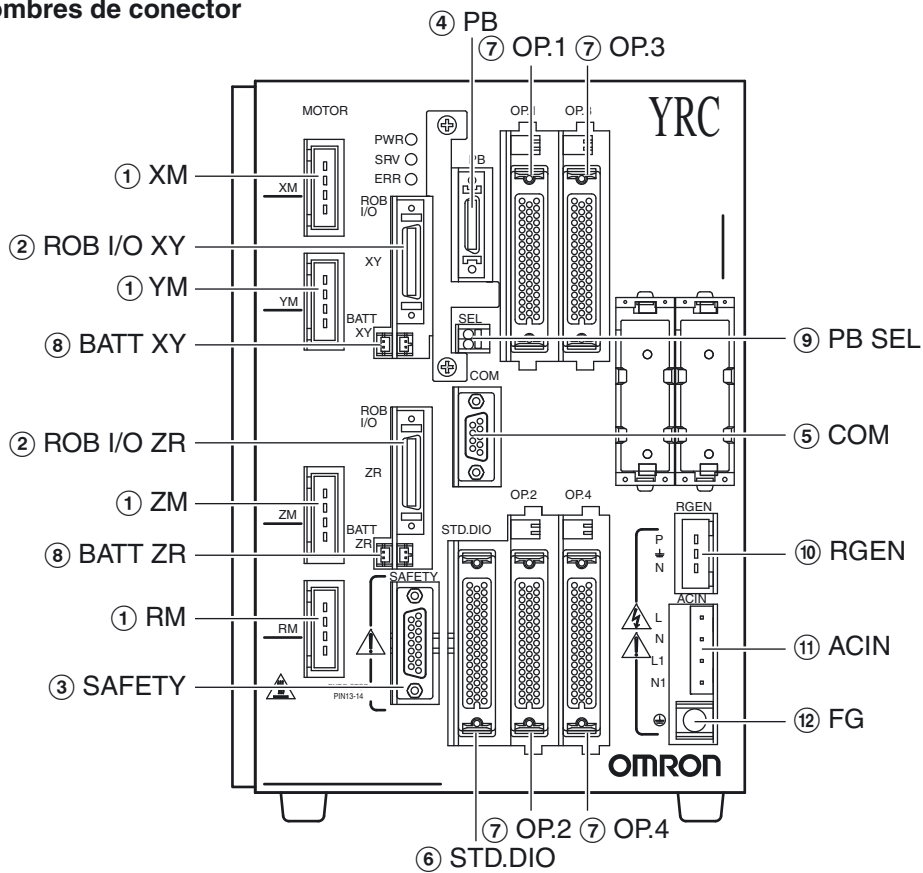 ombres de conector
④ PB
⑦ OP.1 ⑦ OP.3
MOTOR
OP.1
OP.3
YRC
PWR
SRV
ERR
PB
① XM
XM
ROB
I/O
② ROB I/O XY
XY
① YM
YM
BATT
XY
SEL
⑧ BATT XY
⑨ PB SEL
COM
ROB
I/O
② ROB I/O ZR
⑤ COM
ZR
① ZM
ZM
OP.2
OP.4
RGEN
BATT
ZR
STD.DIO
P
N
⑧ BATT ZR
⑩ RGEN
SAFETY
ACIN
① RM
RM
L
N
L1
N1
⑪ ACIN
③ SAFETY
PIN13-14
⑫ FG
OMRON
⑦ OP.2 ⑦ OP.4
⑥ STD.DIO